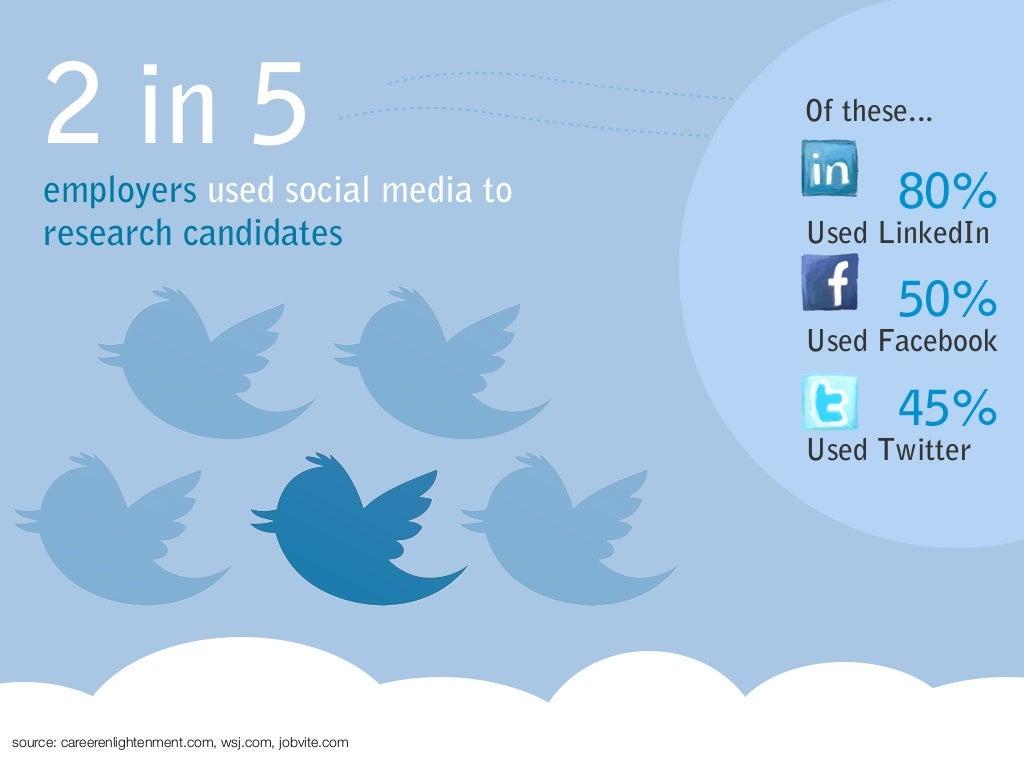 2 in 5
employers used social media to
research candidates
Of these...
in
80%
Used LinkedIn
f
50%
Used Facebook
t
45%
Used Twitter
source: careerenlightenment.com, wsj.com, jobvite.com